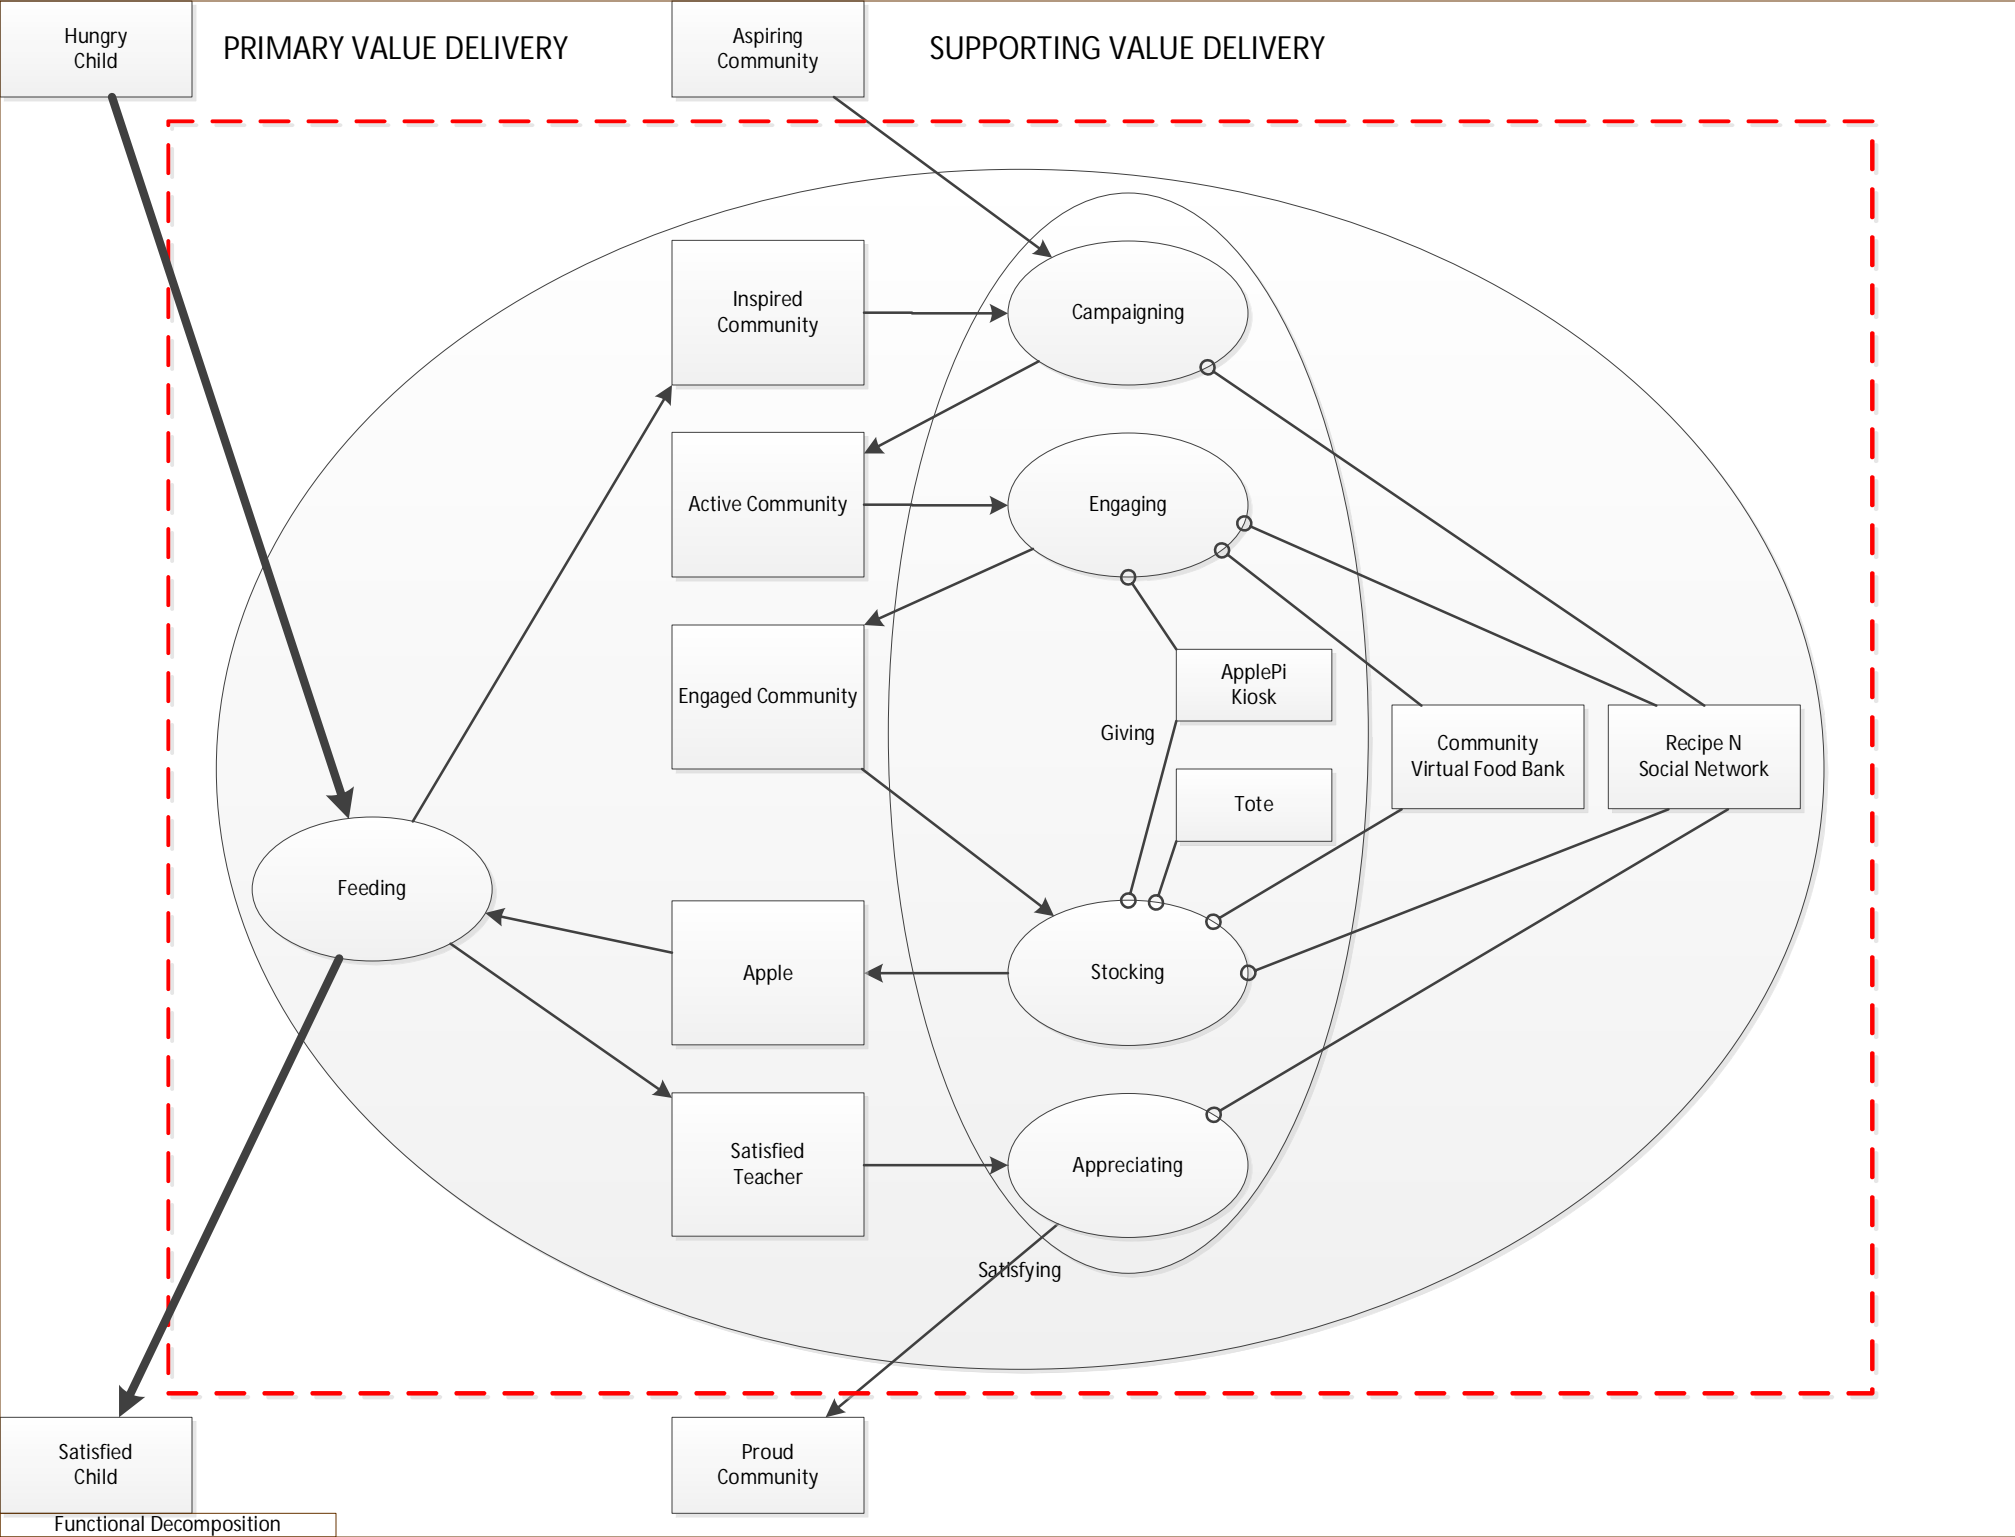 Hungry
Child
PRIMARY VALUE DELIVERY
Aspiring
Community
SUPPORTING VALUE DELIVERY
Inspired
Community
Campaigning
Active Community
Engaging
Engaged Community
ApplePi
Kiosk
Giving
Community
Virtual Food Bank
Recipe N
Social Network
Tote
Feeding
Apple
Stocking
Satisfied
Teacher
Appreciating
Satisfying
Satisfied
Child
Proud
Community
Functional Decomposition